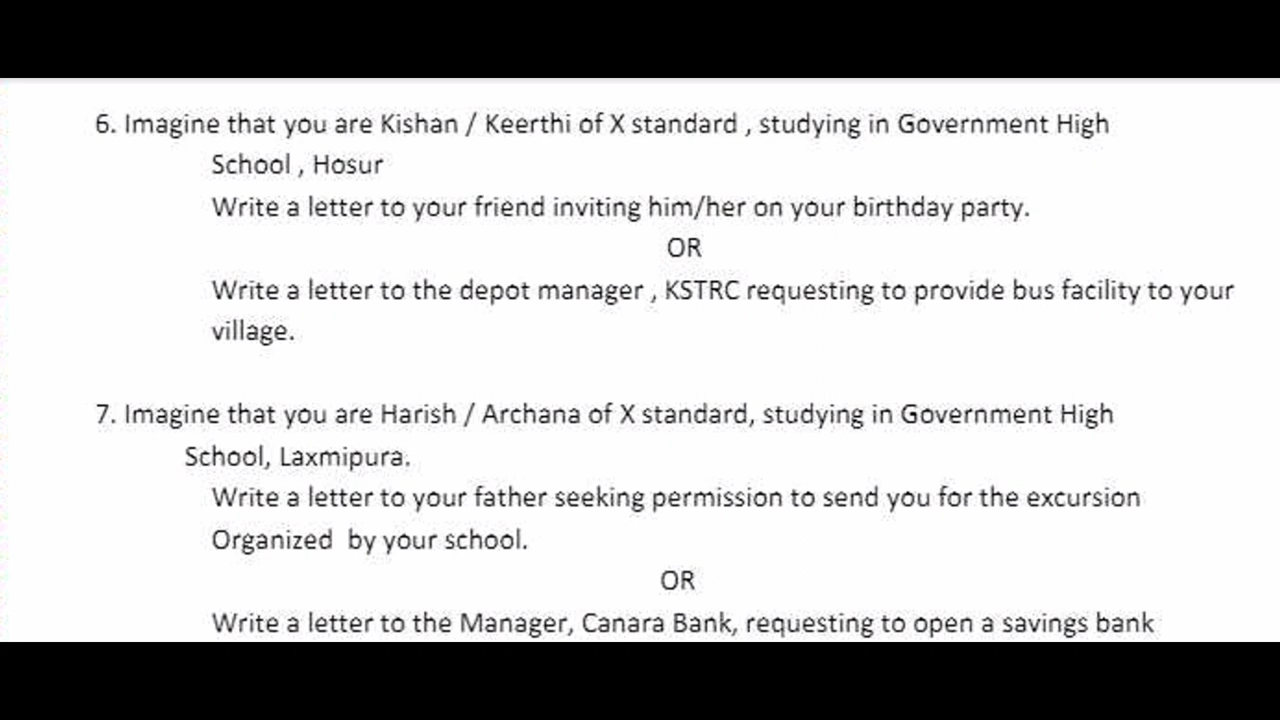 6. Imagine that you are Kishan / Keerthi of X standard , studying in Government High
School , Hosur
Write a letter to your friend inviting him/her on your birthday party.
OR
Write a letter to the depot manager , KSTRC requesting to provide bus facility to your
village.
7. Imagine that you are Harish / Archana of X standard, studying in Government High
School, Laxmipura.
Write a letter to your father seeking permission to send you for the excursion
Organized by your school.
OR
Write a letter to the Manager, Canara Bank, requesting to open a savings bank